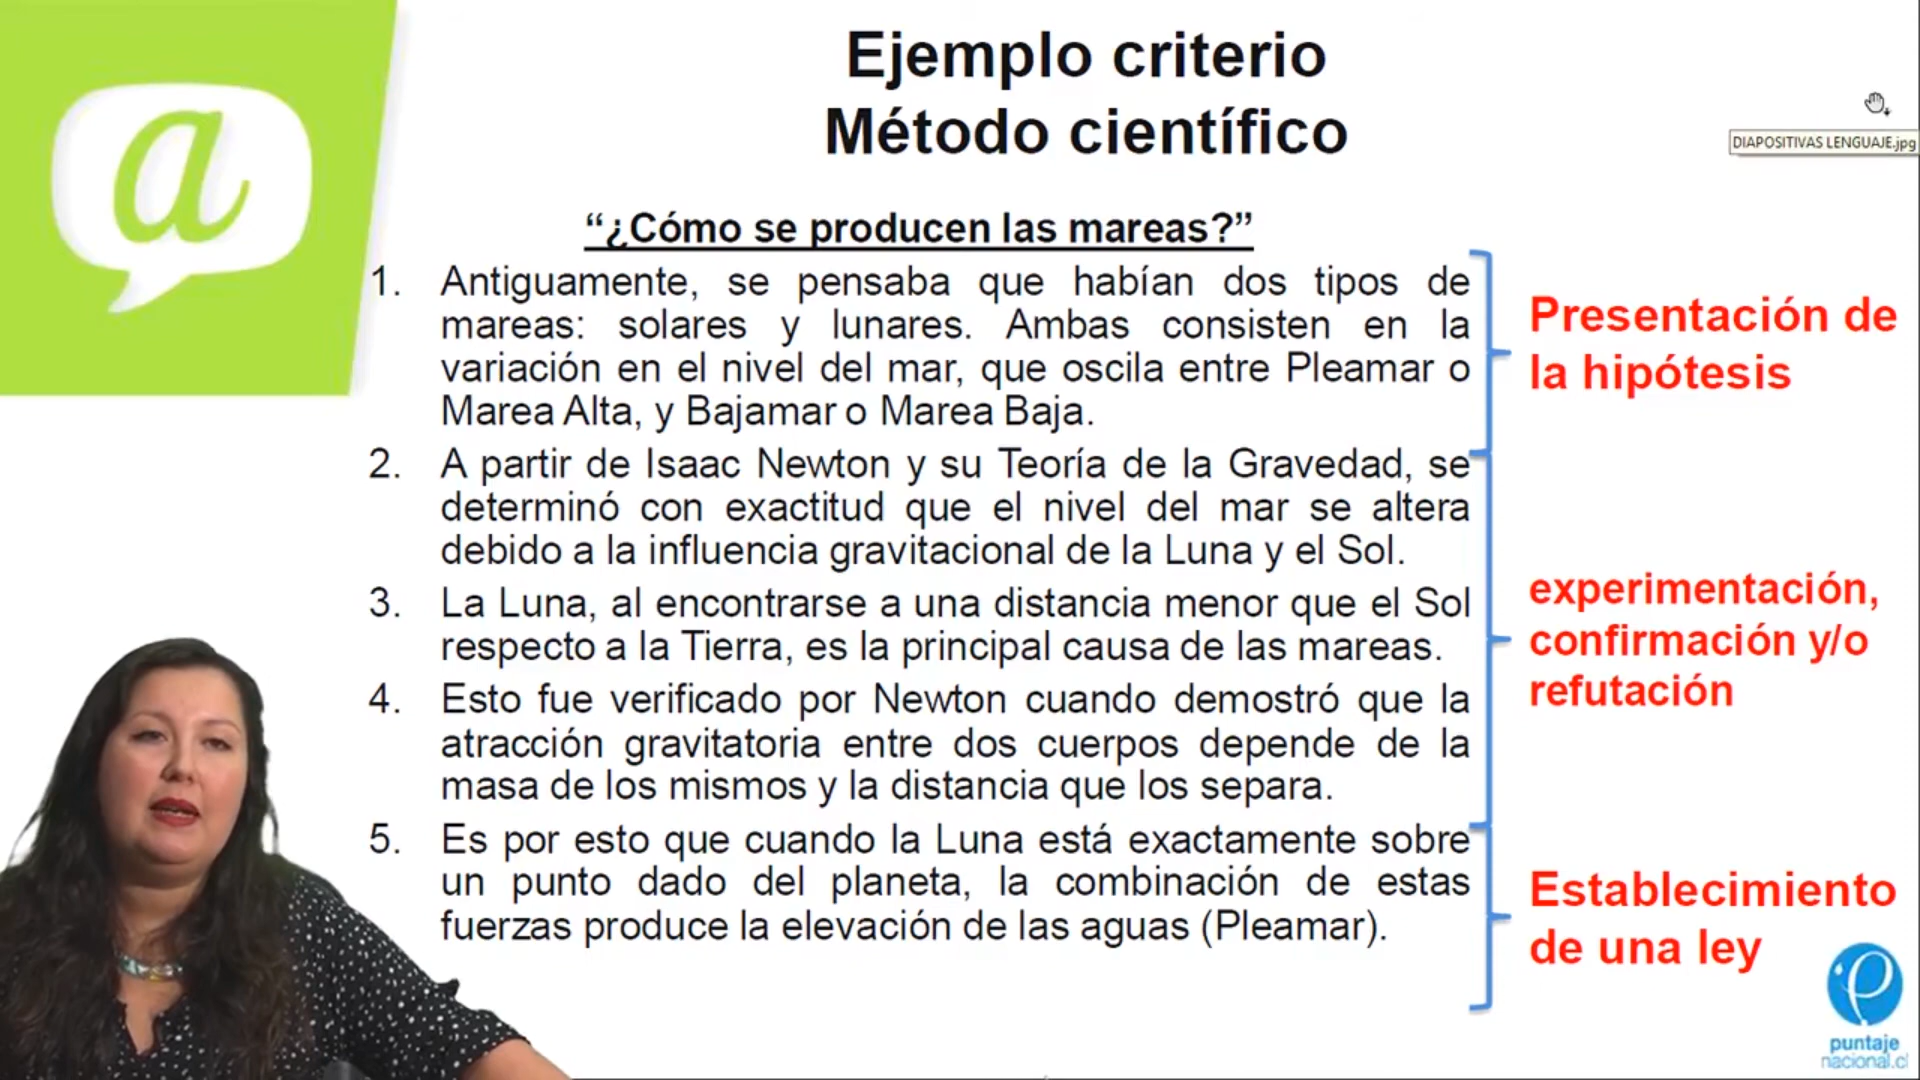 a
Ejemplo criterio
Método científico
DIAPOSITIVAS LENGUAJE.jpg
“¿Cómo se producen las mareas?”
1. Antiguamente, se pensaba que habían dos tipos de
mareas: solares y lunares. Ambas consisten en la
variación en el nivel del mar, que oscila entre Pleamar o
Marea Alta, y Bajamar o Marea Baja.
Presentación de
la hipótesis
2. A partir de Isaac Newton y su Teoría de la Gravedad, se
determinó con exactitud que el nivel del mar se altera
debido a la influencia gravitacional de la Luna y el Sol.
3. La Luna, al encontrarse a una distancia menor que el Sol
respecto a la Tierra, es la principal causa de las mareas.
4. Esto fue verificado por Newton cuando demostró que la
atracción gravitatoria entre dos cuerpos depende de la
masa de los mismos y la distancia que los separa.
experimentación,
confirmación y/o
refutación
5. Es por esto que cuando la Luna está exactamente sobre
un punto dado del planeta, la combinación de estas
fuerzas produce la elevación de las aguas (Pleamar).
Establecimiento
de una ley
puntaje
nacional.cl